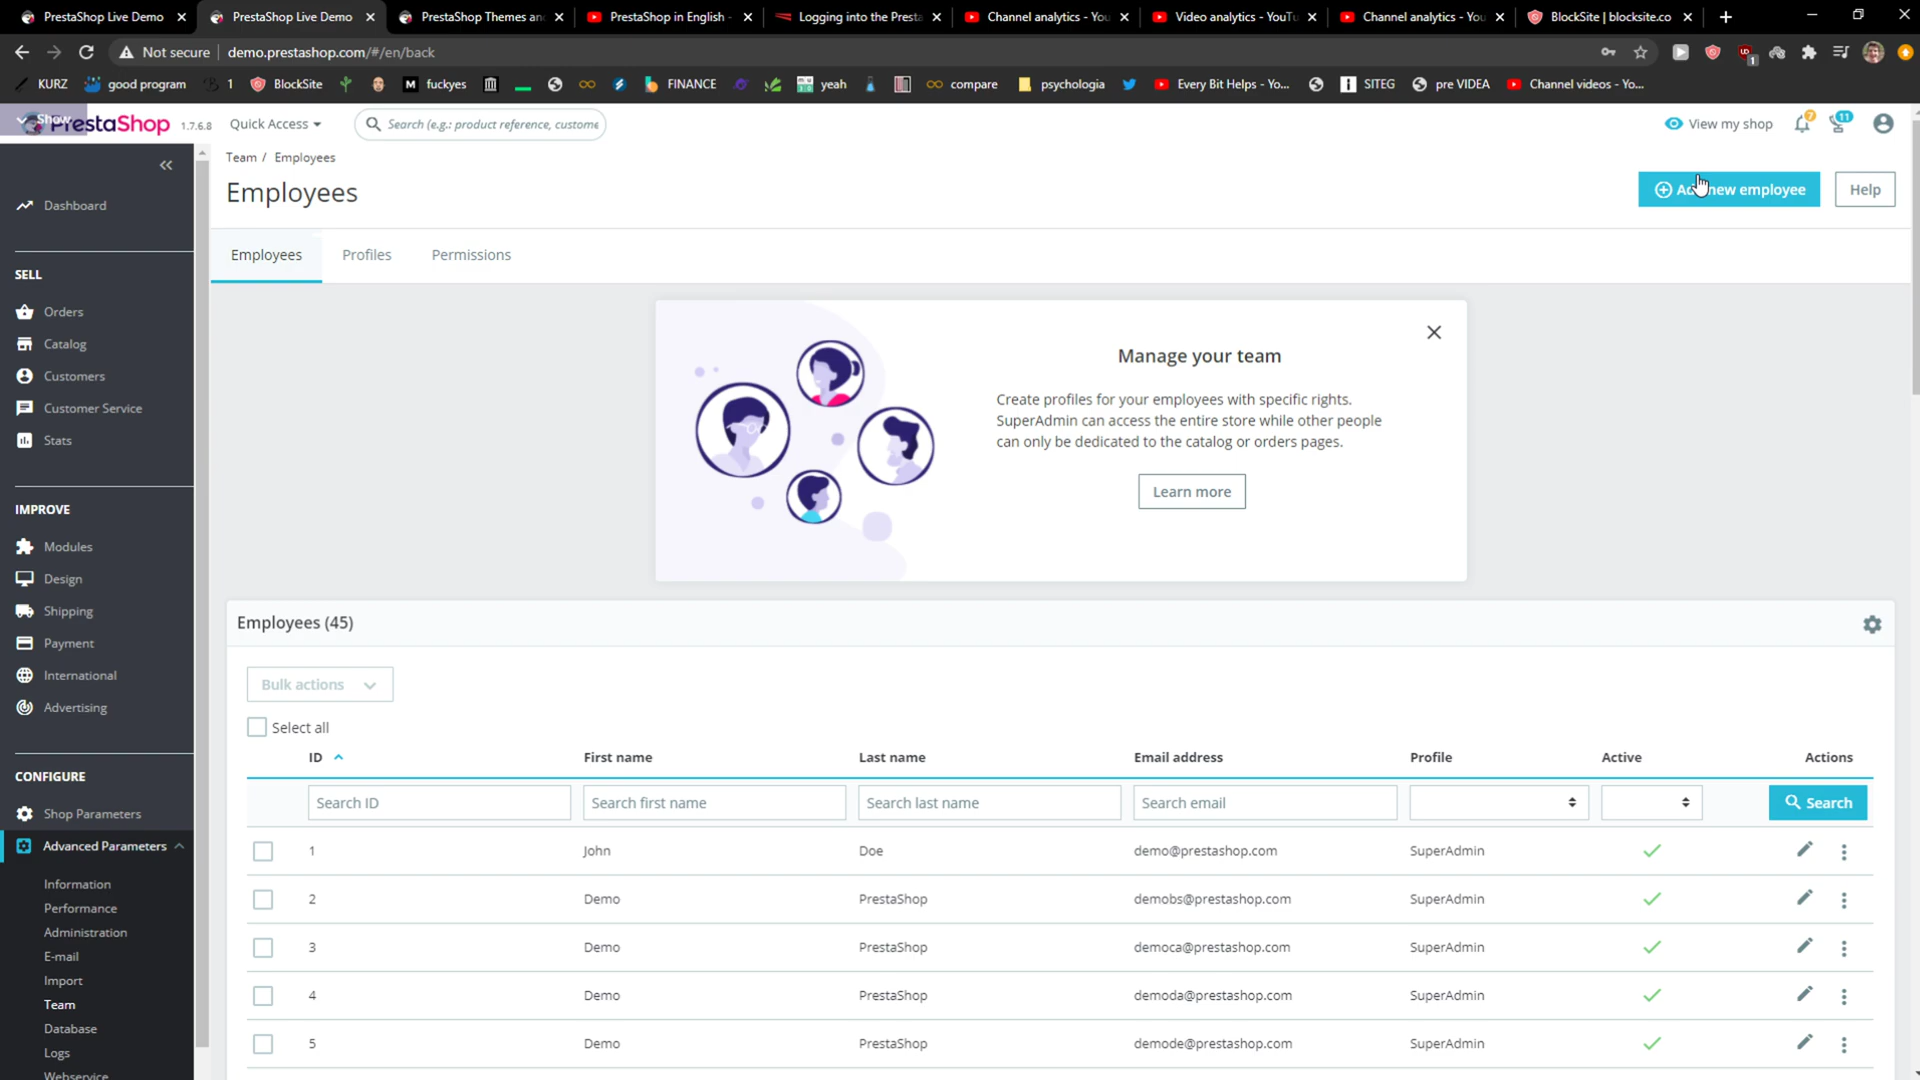 PrestaShop Live Demo
PrestaShop Live Demo
PrestaShop Themes an
PrestaShop in English -
Logging into the Presta
Channel analytics - You
Video analytics - YouTu
Channel analytics - You
BlockSite | blocksite.co
Not secure
demo.prestashop.com/#/en/back
1
KURZ
good program
1
BlockSite
fuckyes
FINANCE
yeah
compare
psychologia
Every Bit Helps - Yo...
SITEG
pre VIDEA
Channel videos - Yo...
Show
PrestaShop
1.7.6.8
Quick Access
Search (e.g.: product reference, custome
View my shop
7
11
Team / Employees
Employees
Add new employee
Help
Employees
Profiles
Permissions
Dashboard
SELL
Orders
Catalog
Customers
Customer Service
Stats
IMPROVE
Modules
Design
Shipping
Payment
International
Advertising
CONFIGURE
Shop Parameters
Advanced Parameters
Information
Performance
Administration
E-mail
Import
Team
Database
Logs
Webservice
Manage your team
Create profiles for your employees with specific rights.
SuperAdmin can access the entire store while other people
can only be dedicated to the catalog or orders pages.
Learn more
Employees (45)
Bulk actions
Select all
ID First name Last name Email address Profile Active Actions
Search ID Search first name Search last name Search email Search
1 John Doe demo@prestashop.com SuperAdmin
2 Demo PrestaShop demobs@prestashop.com SuperAdmin
3 Demo PrestaShop democa@prestashop.com SuperAdmin
4 Demo PrestaShop demoda@prestashop.com SuperAdmin
5 Demo PrestaShop demode@prestashop.com SuperAdmin